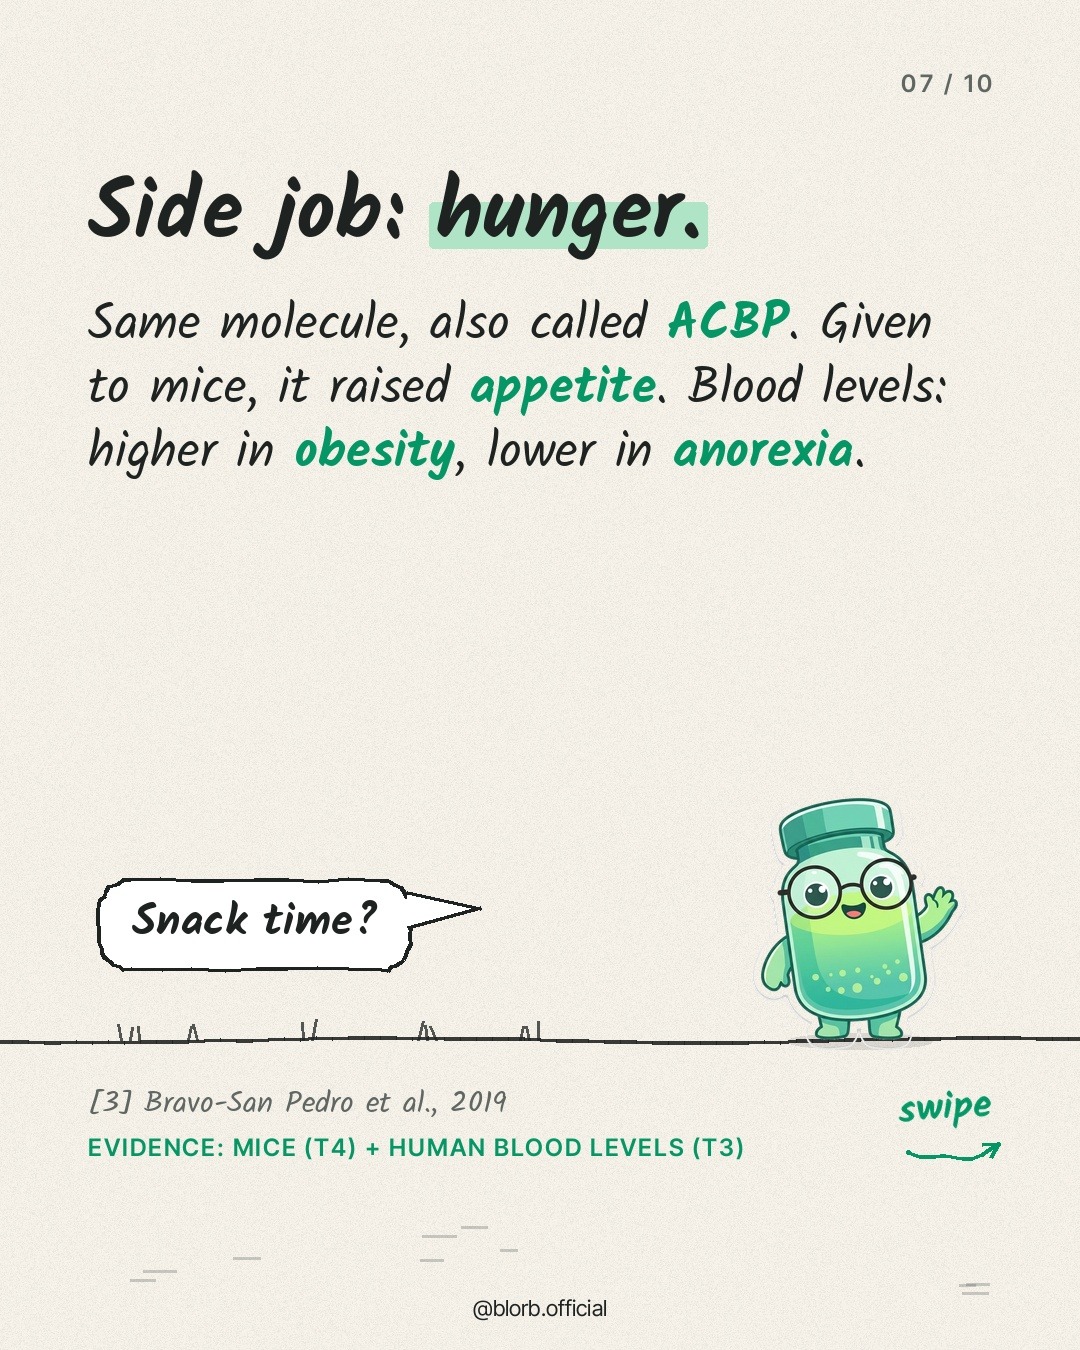 07 / 10
Side job: hunger.
Same molecule, also called ACBP. Given
to mice, it raised appetite. Blood levels:
higher in obesity, lower in anorexia.
Snack time?
[3] Bravo-San Pedro et al., 2019
EVIDENCE: MICE (T4) + HUMAN BLOOD LEVELS (T3)
swipe
@blorb.official